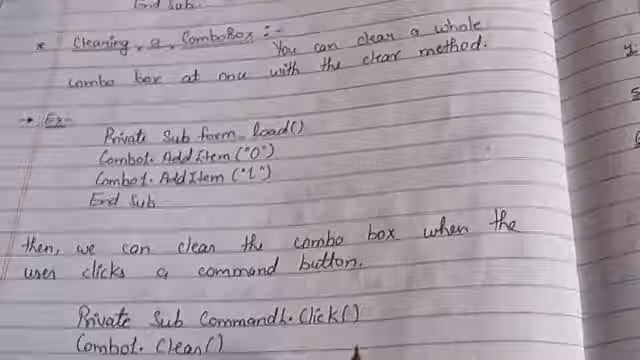 End Sub.
* Cleaning, a, ComboBox :- You can clear a whole
combo box at once with the clear method.
→ Ex-
Private Sub form_load()
Combo1. AddItem ("0")
Combo1. AddItem ("1")
End Sub
then, we can clear the combo box when the
user clicks a command button.
Private Sub Command1.Click()
Combo1. Clear()